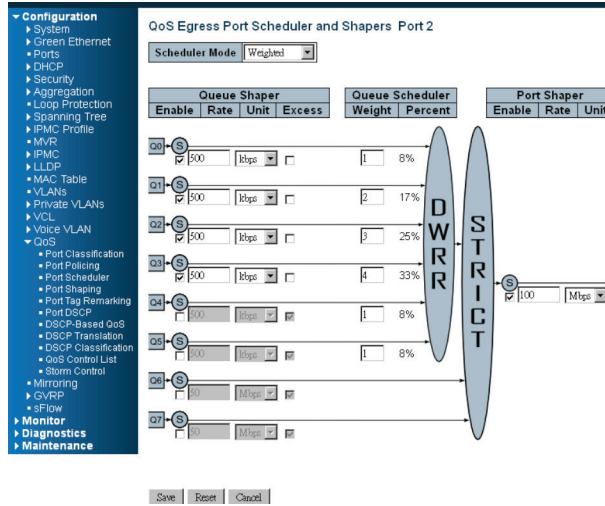 Configuration
System
Green Ethernet
Ports
DHCP
Security
Aggregation
Loop Protection
Spanning Tree
IPMC Profile
MVR
IPMC
LLDP
MAC Table
VLANs
Private VLANs
VCL
Voice VLAN
QoS
Port Classification
Port Policing
Port Scheduler
Port Shaping
Port Tag Remarking
Port DSCP
DSCP-Based QoS
DSCP Translation
DSCP Classification
QoS Control List
Storm Control
Mirroring
GVRP
sFlow
Monitor
Diagnostics
Maintenance
QoS Egress Port Scheduler and Shapers Port 2
Scheduler Mode Weighted
Queue Shaper Queue Scheduler Port Shaper
Enable Rate Unit Excess Weight Percent Enable Rate Unit
Q0 S
500 kbps 1 8%
Q1 S
500 kbps 2 17%
Q2 S
500 kbps 3 25%
Q3 S
500 kbps 4 33%
Q4 S
500 kbps 1 8%
Q5 S
500 kbps 1 8%
Q6 S
50 Mbps
Q7 S
50 Mbps
DWRR
STRICT
S
100 Mbps
Save Reset Cancel